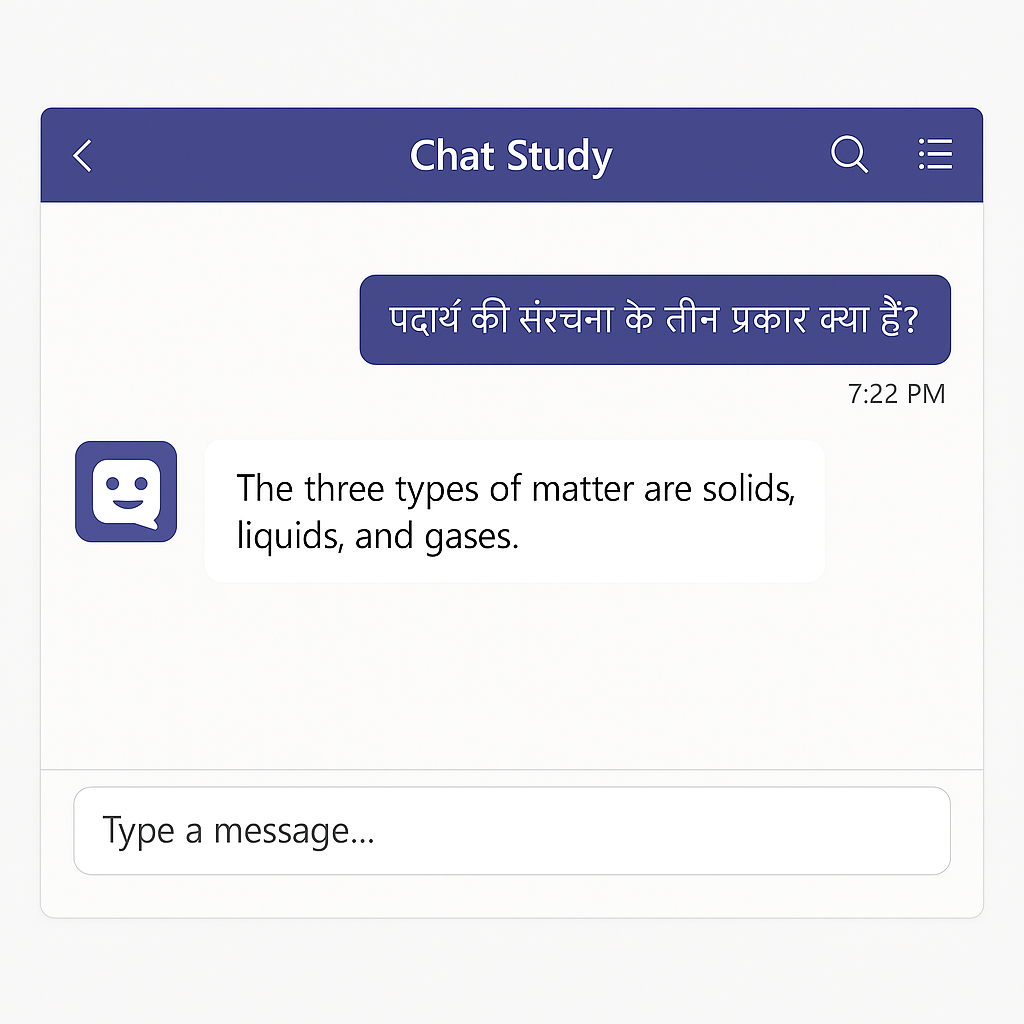 Chat Study
पदार्थ की संरचना के तीन प्रकार क्या हैं?
7:22 PM
The three types of matter are solids,
liquids, and gases.
Type a message...